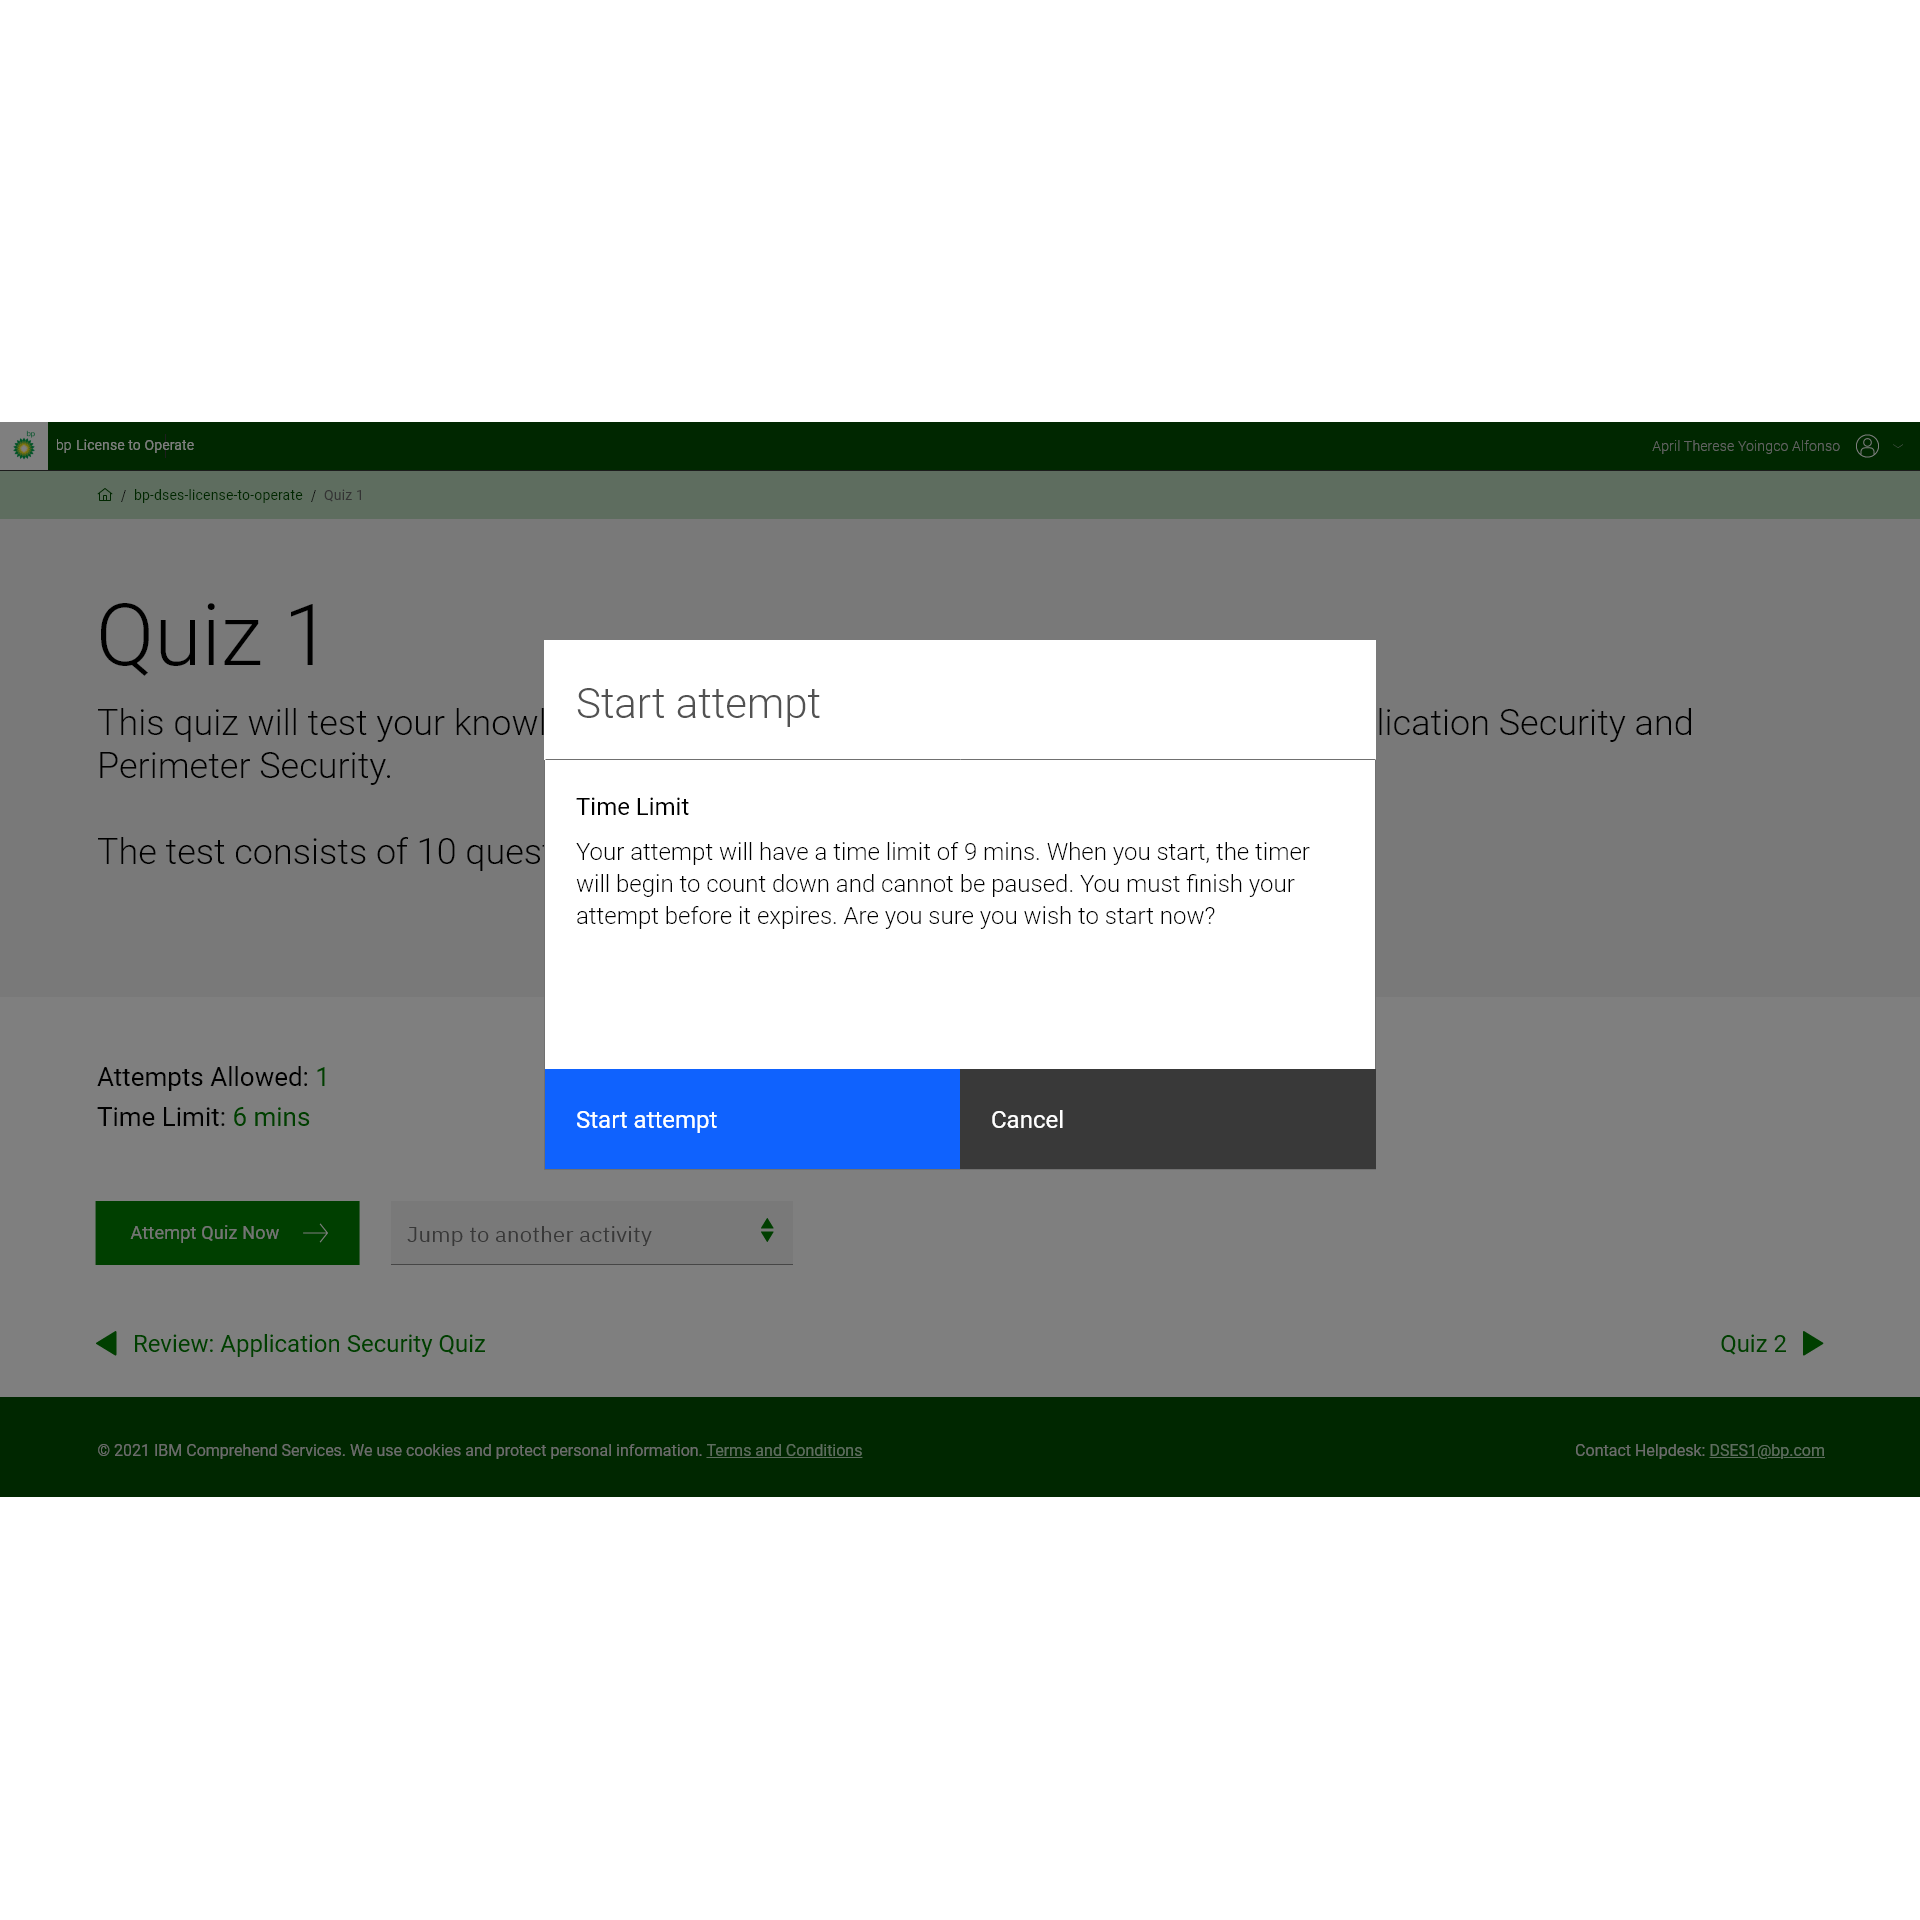 bp
bp License to Operate
April Therese Yoingco Alfonso
/ bp-dses-license-to-operate / Quiz 1
Quiz 1
This quiz will test your lication Security and
Perimeter Security.
The test consists of 10
Start attempt
Time Limit
Your attempt will have a time limit of 9 mins. When you start, the timer
will begin to count down and cannot be paused. You must finish your
attempt before it expires. Are you sure you wish to start now?
Start attempt
Cancel
Attempts Allowed: 1
Time Limit: 6 mins
Attempt Quiz Now
Jump to another activity
Review: Application Security Quiz
Quiz 2
© 2021 IBM Comprehend Services. We use cookies and protect personal information. Terms and Conditions
Contact Helpdesk: DSES1@bp.com